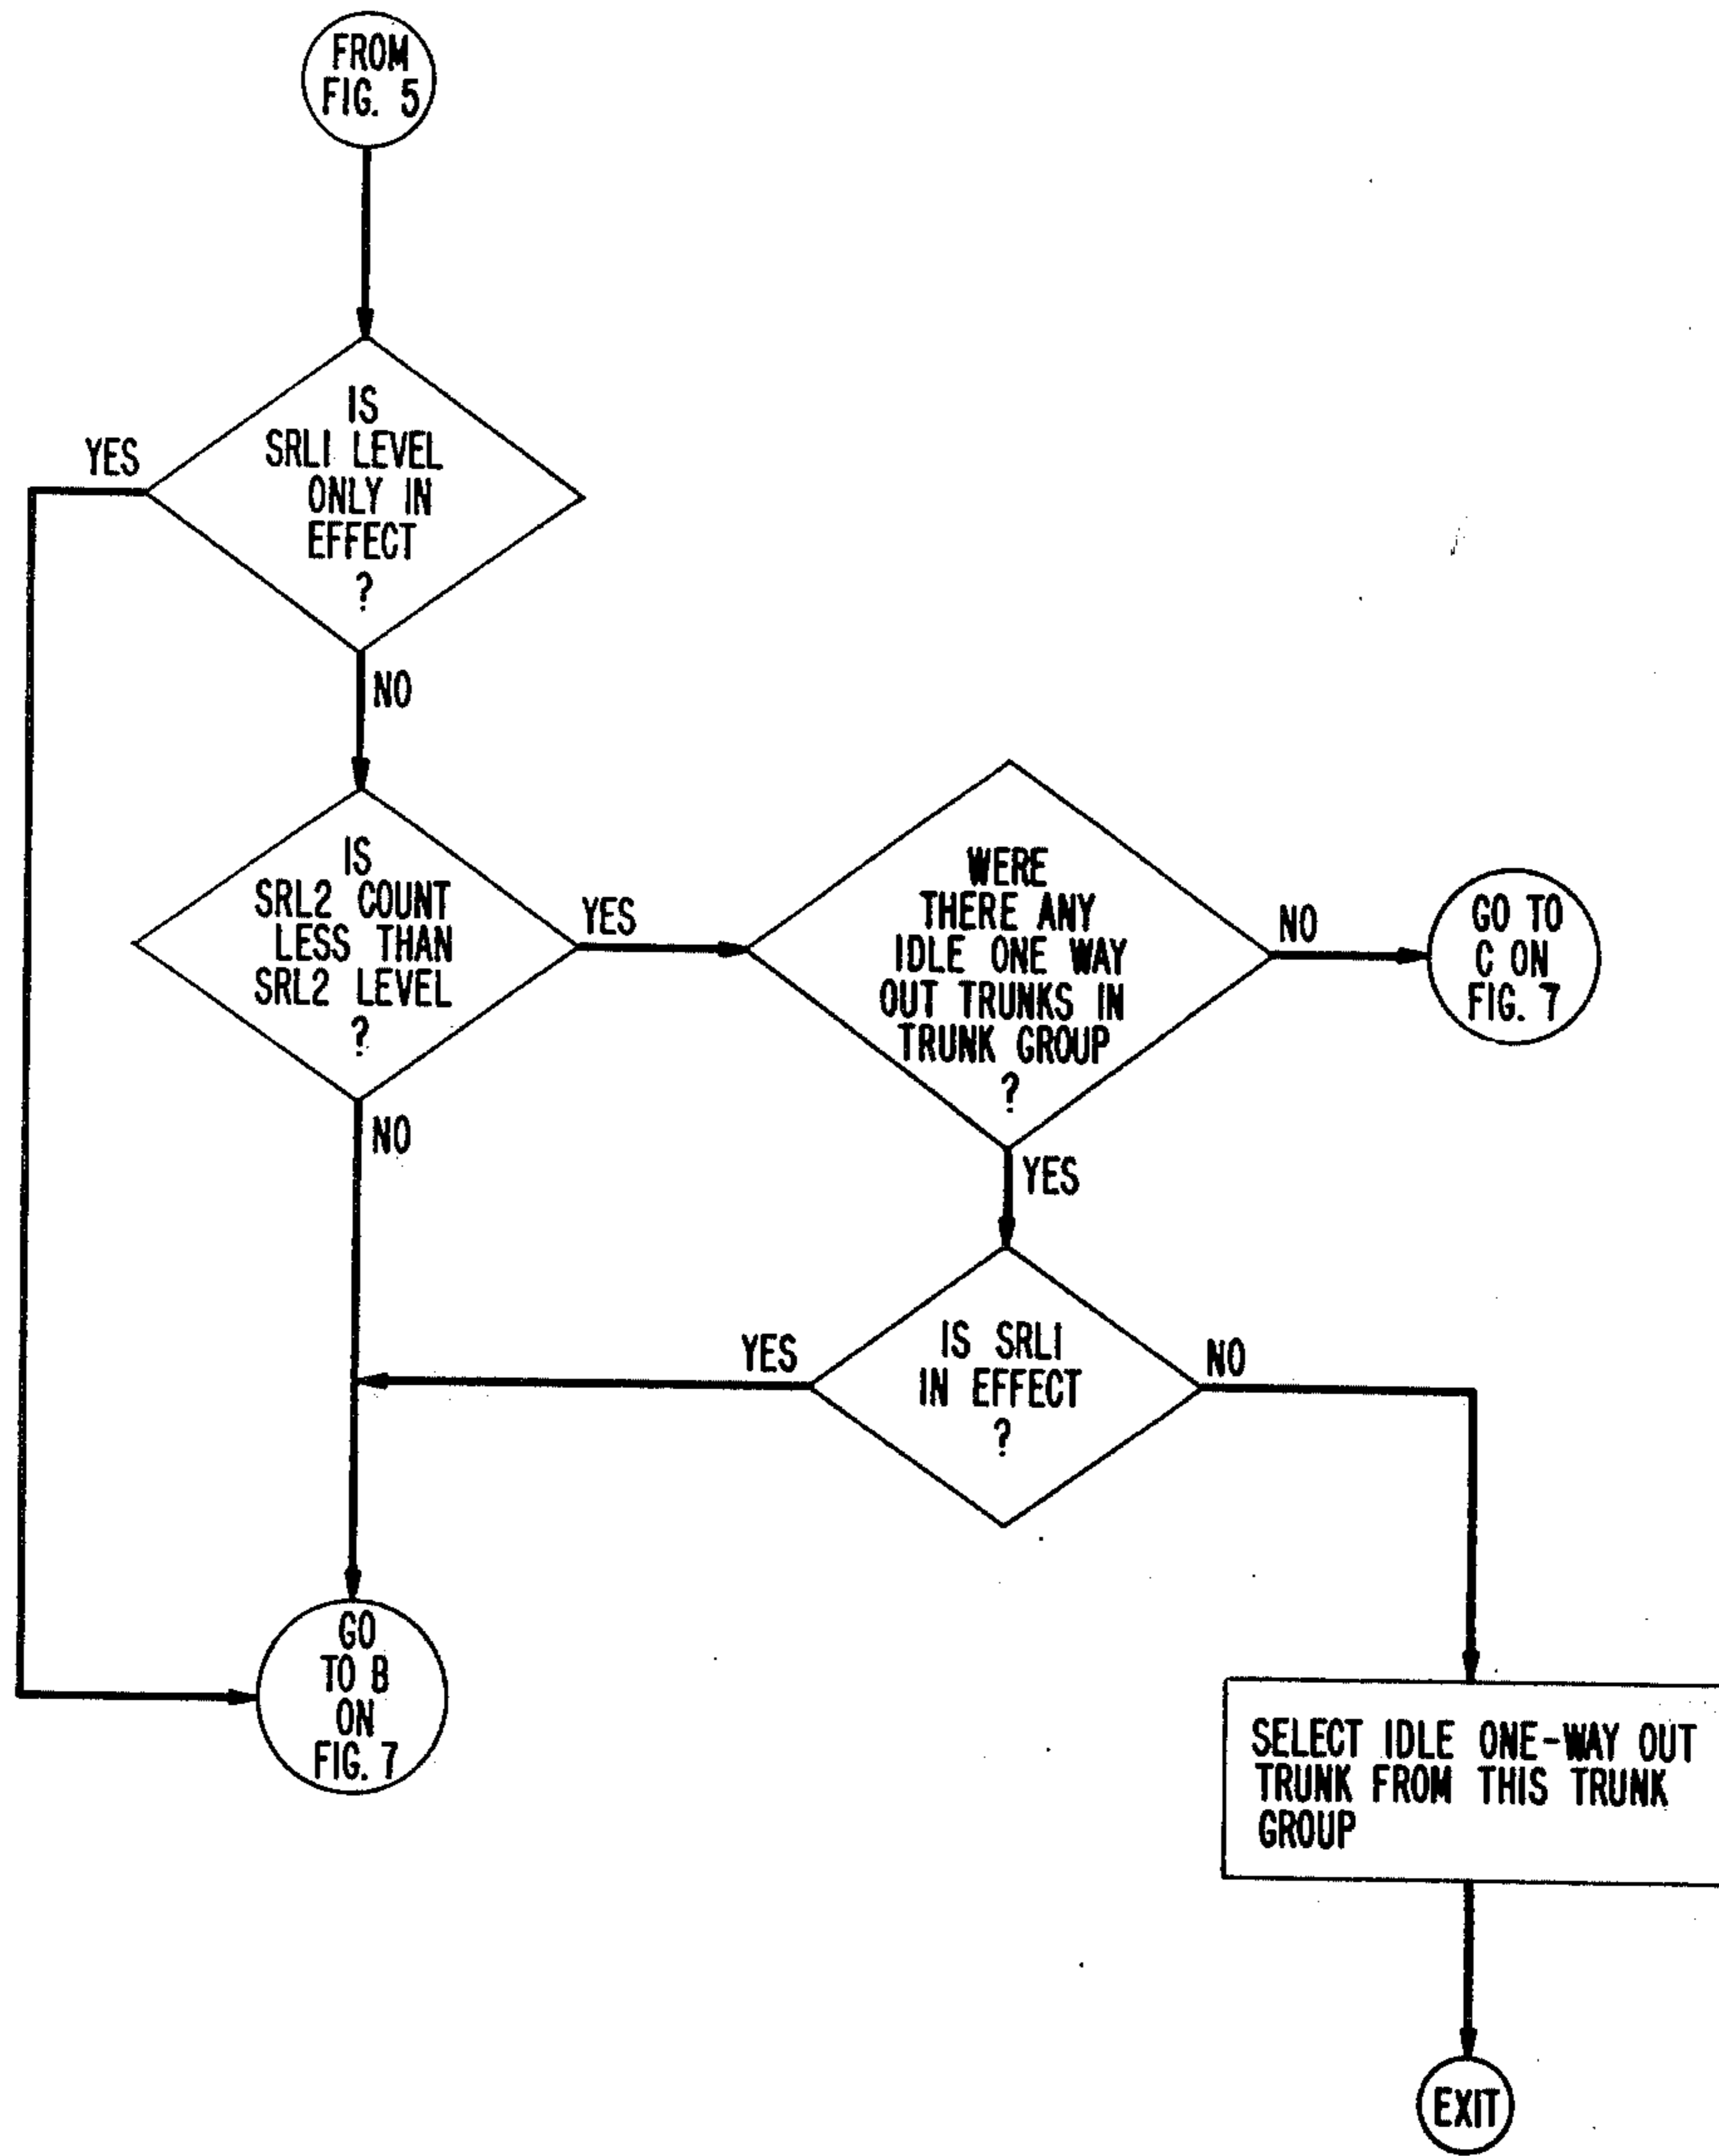 FROM
FIG. 5
IS
SRL1 LEVEL
ONLY IN
EFFECT
?
YES
NO
IS
SRL2 COUNT
LESS THAN
SRL2 LEVEL
?
YES
NO
WERE
THERE ANY
IDLE ONE WAY
OUT TRUNKS IN
TRUNK GROUP
?
NO
GO TO
C ON
FIG. 7
YES
IS SRL1
IN EFFECT
?
YES
NO
GO
TO B
ON
FIG. 7
SELECT IDLE ONE-WAY OUT
TRUNK FROM THIS TRUNK
GROUP
EXIT